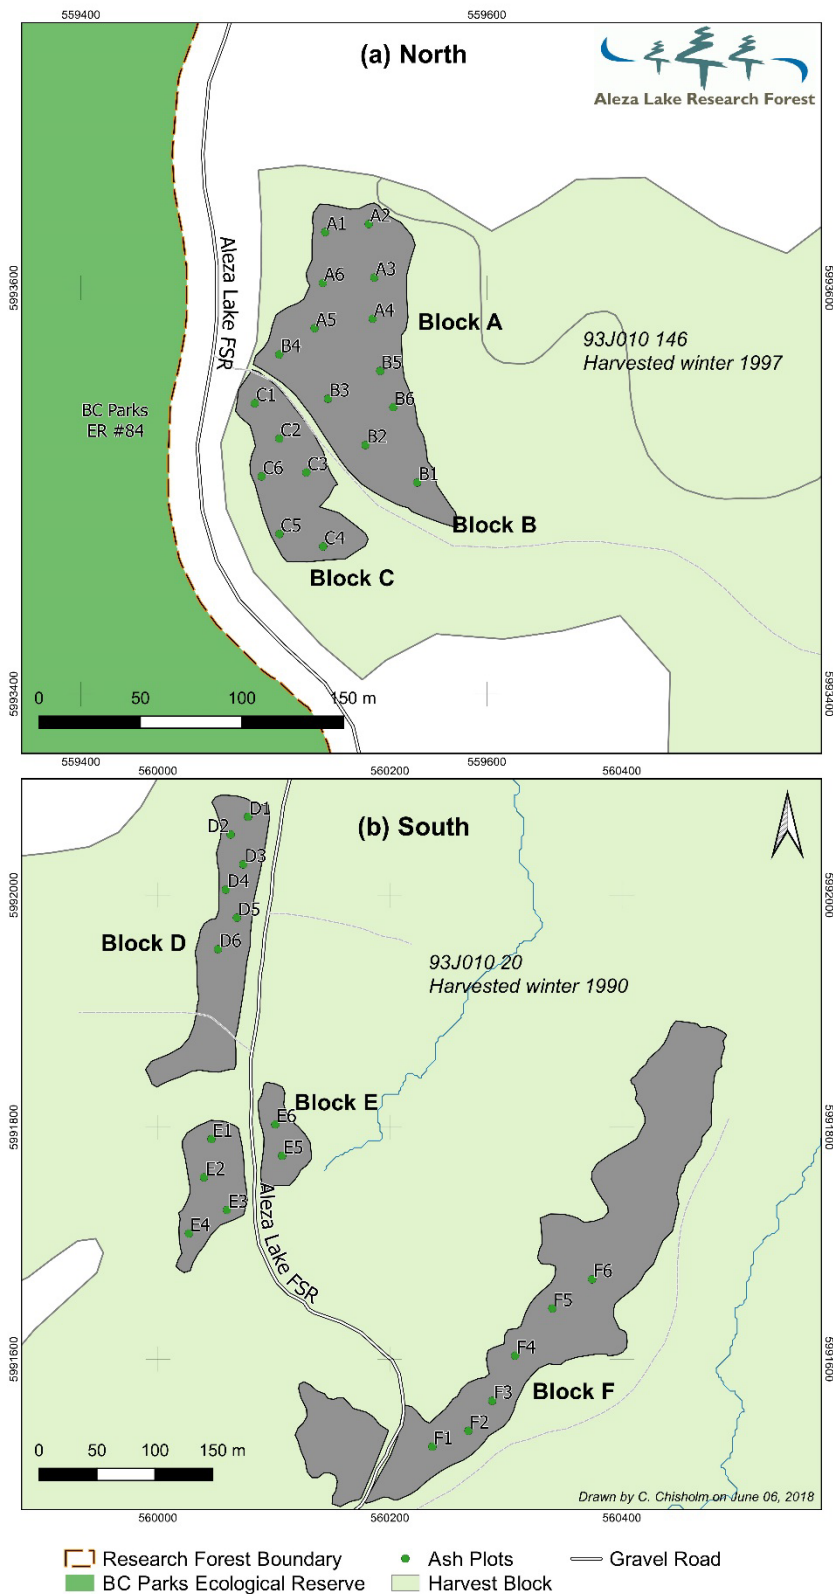 559400
559600
(a) North
Aleza Lake Research Forest
A1
A2
Aleza Lake FSR
5993600
5993600
A6
A3
A5
A4
Block A
93J010 146
Harvested winter 1997
B4
B5
BC Parks
ER #84
C1
B3
B6
C2
B2
C6
C3
B1
C5
C4
Block B
Block C
0
50
100
150 m
5993400
5993400
559400
559600
560000
560200
560400
(b) South
D1
D2
D3
D4
5992000
5992000
D5
Block D
D6
93J010 20
Harvested winter 1990
Block E
E6
5991800
5991800
E1
E5
E2
E3
E4
Aleza Lake FSR
F6
F5
5991600
5991600
F4
Block F
F3
F2
F1
0
50
100
150 m
Drawn by C. Chisholm on June 06, 2018
560000
560200
560400
Research Forest Boundary
Ash Plots
Gravel Road
BC Parks Ecological Reserve
Harvest Block